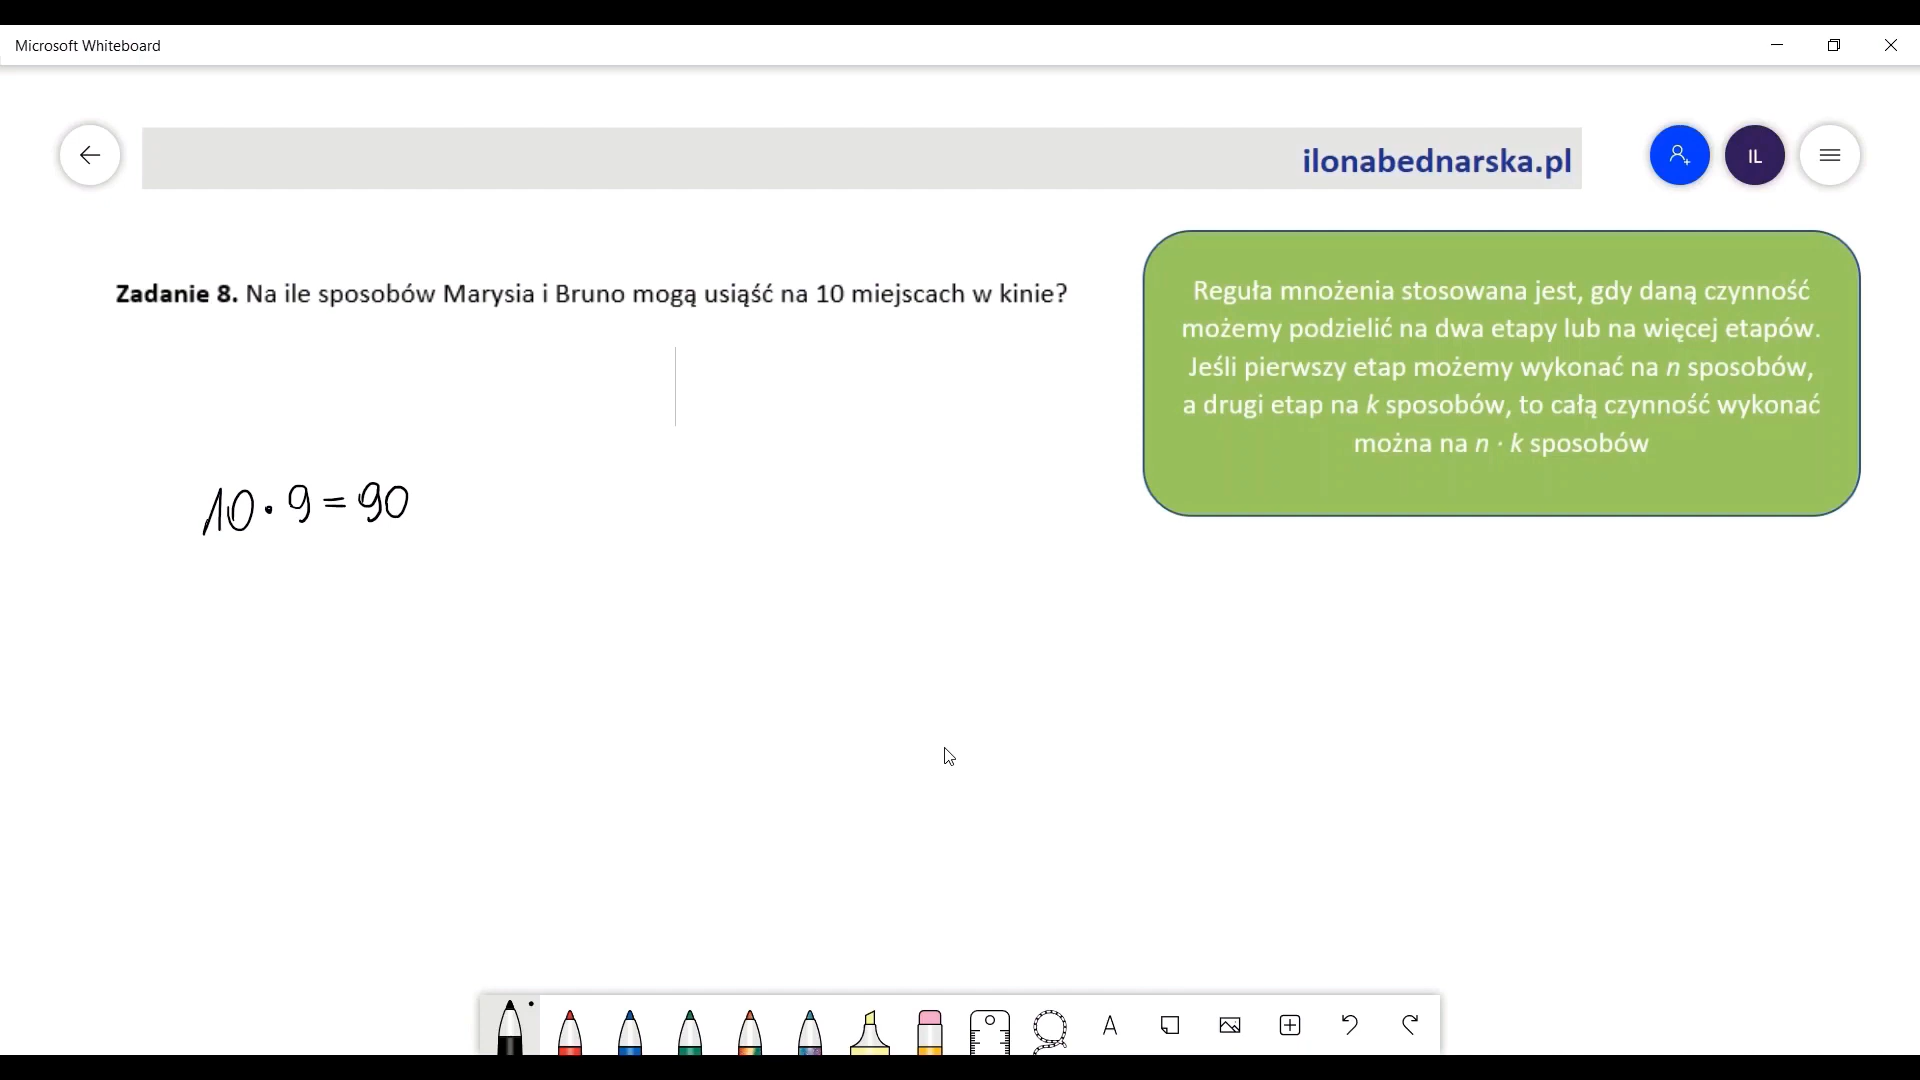 Microsoft Whiteboard
ilonabednarska.pl
IL
Zadanie 8. Na ile sposobów Marysia i Bruno mogą usiąść na 10 miejscach w kinie?
Reguła mnożenia stosowana jest, gdy daną czynność
możemy podzielić na dwa etapy lub na więcej etapów.
Jeśli pierwszy etap możemy wykonać na n sposobów,
a drugi etap na k sposobów, to całą czynność wykonać
można na n · k sposobów
10 · 9 = 90